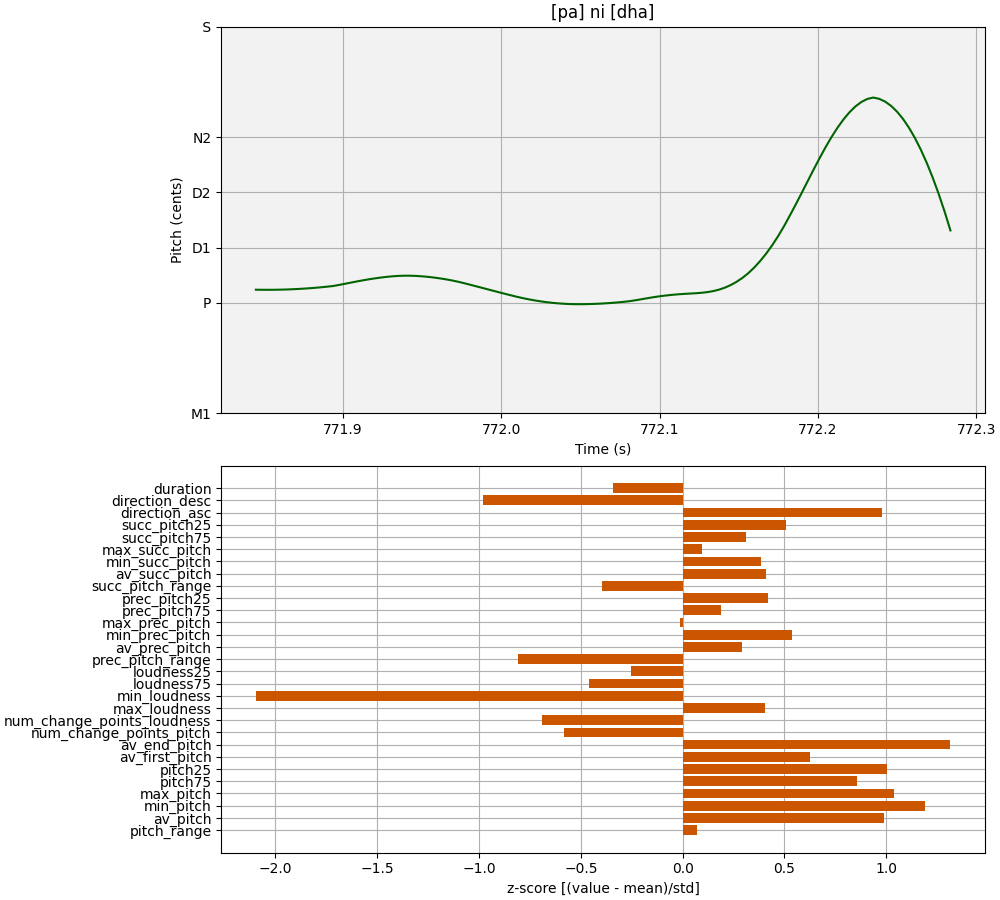 [pa] ni [dha]
S
N2
D2
D1
P
M1
Pitch (cents)
771.9 772.0 772.1 772.2 772.3
Time (s)
duration
direction_desc
direction_asc
succ_pitch25
succ_pitch75
max_succ_pitch
min_succ_pitch
av_succ_pitch
succ_pitch_range
prec_pitch25
prec_pitch75
max_prec_pitch
min_prec_pitch
av_prec_pitch
prec_pitch_range
loudness25
loudness75
min_loudness
max_loudness
num_change_points_loudness
num_change_points_pitch
av_end_pitch
av_first_pitch
pitch25
pitch75
max_pitch
min_pitch
av_pitch
pitch_range
−2.0 −1.5 −1.0 −0.5 0.0 0.5 1.0
z-score [(value - mean)/std]